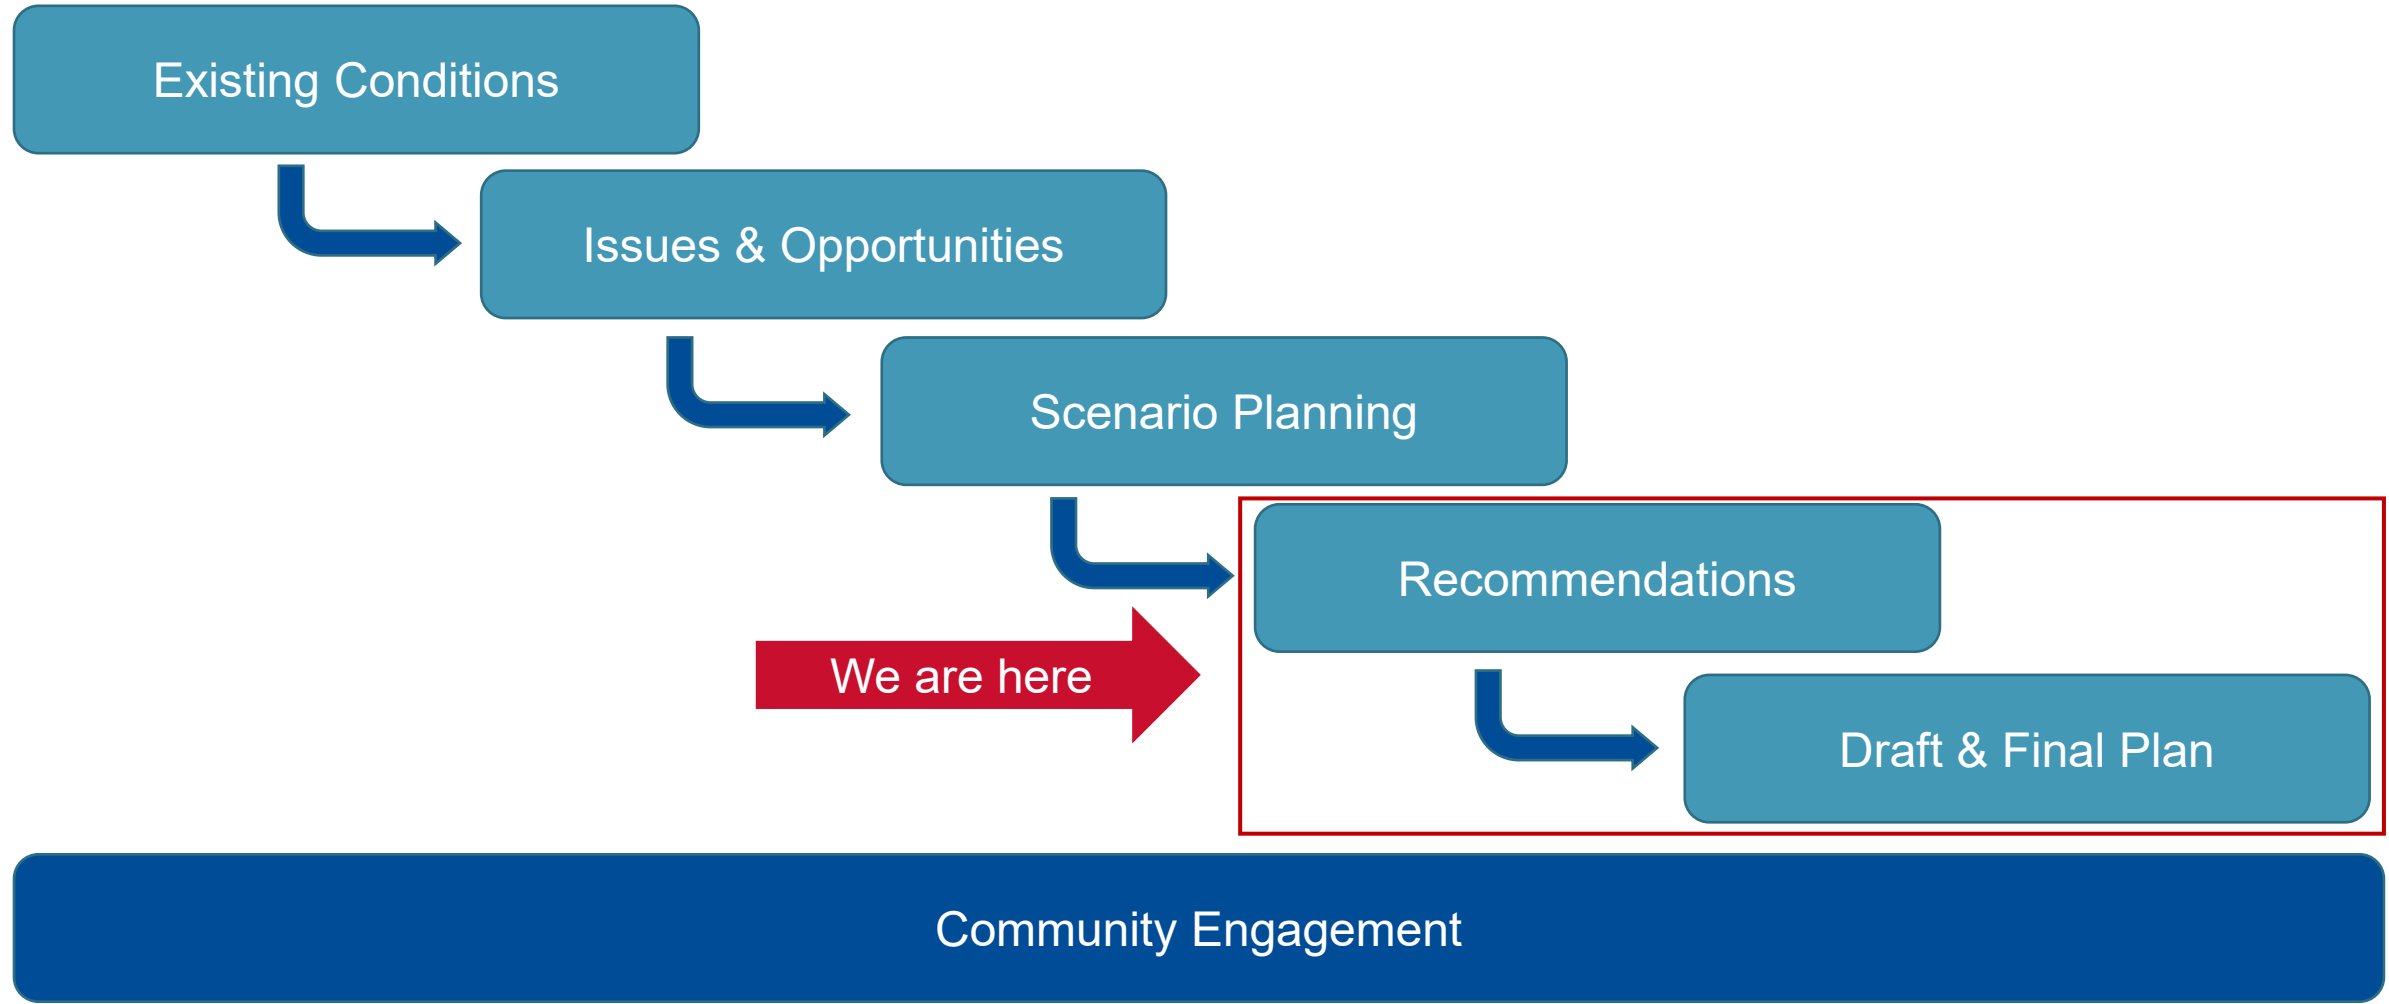 Existing Conditions
Issues & Opportunities
Scenario Planning
Recommendations
We are here
Draft & Final Plan
Community Engagement